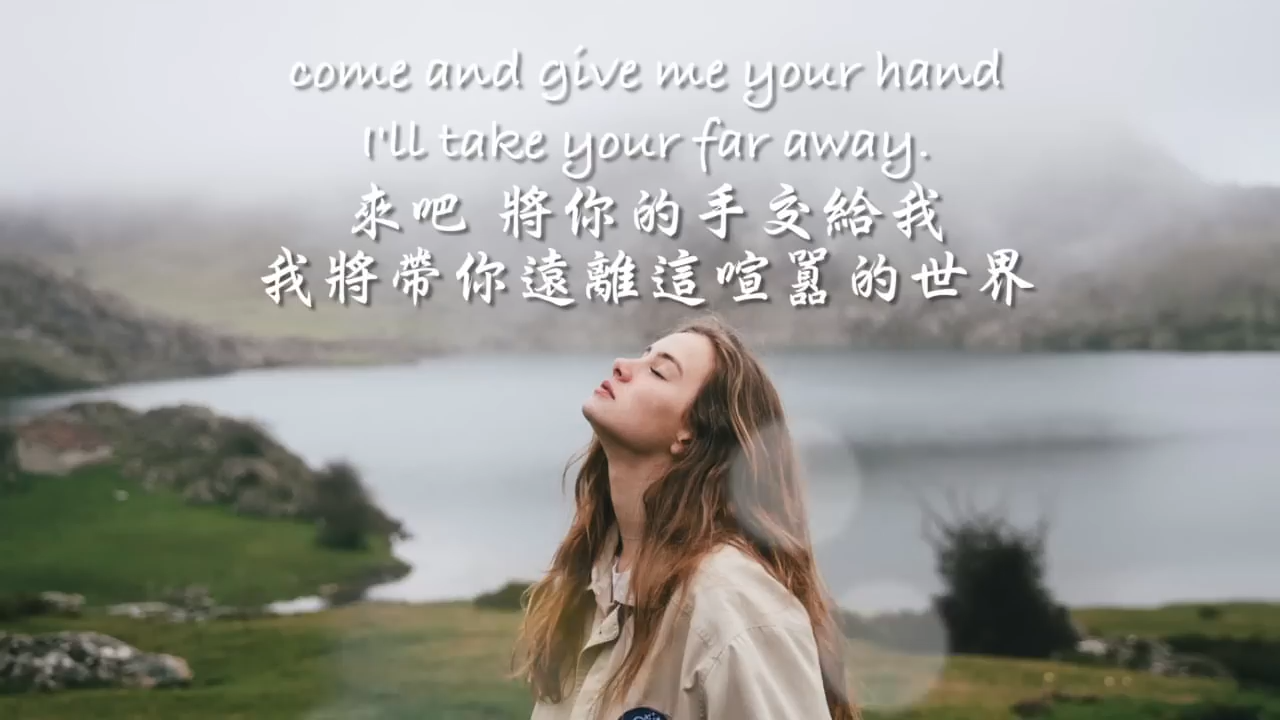 come and give me your hand
I'll take your far away.
來吧 將你的手交給我
我將帶你遠離這喧囂的世界